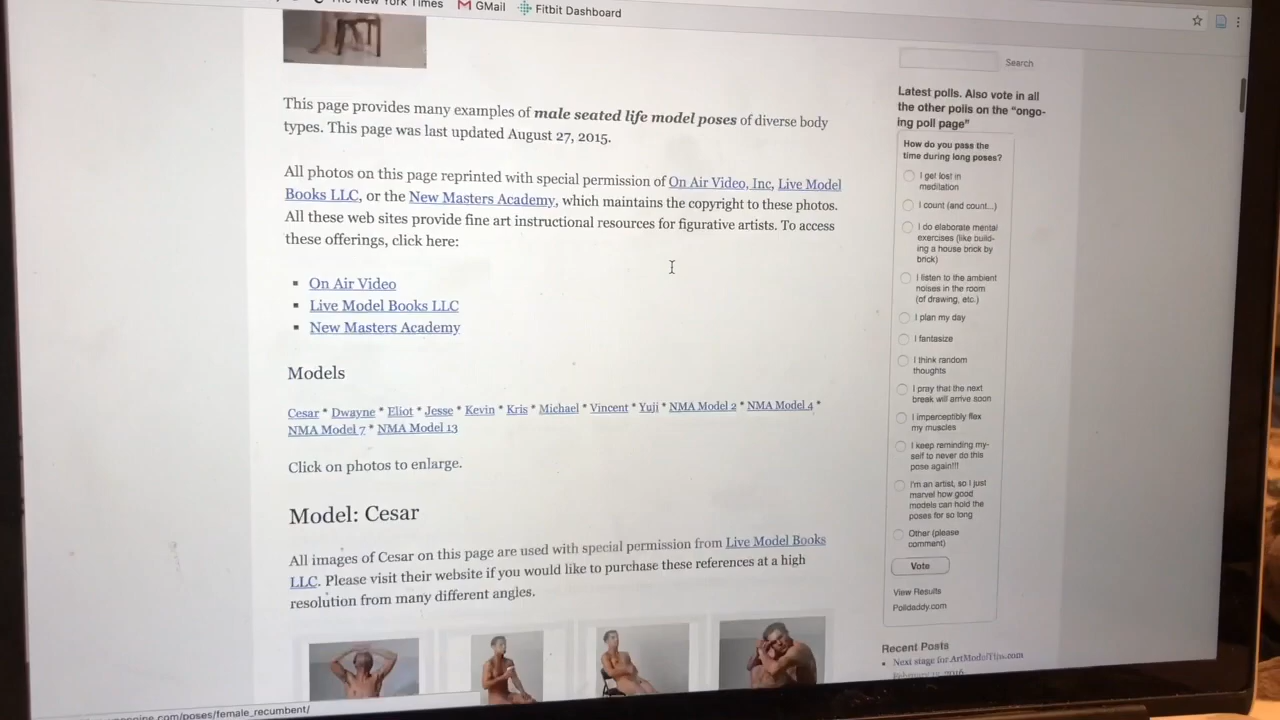 The New York Times GMail Fitbit Dashboard
This page provides many examples of male seated life model poses of diverse body
types. This page was last updated August 27, 2015.
All photos on this page reprinted with special permission of On Air Video, Inc, Live Model
Books LLC, or the New Masters Academy, which maintains the copyright to these photos.
All these web sites provide fine art instructional resources for figurative artists. To access
these offerings, click here:
On Air Video
Live Model Books LLC
New Masters Academy
Models
Cesar * Dwayne * Eliot * Jesse * Kevin * Kris * Michael * Vincent * Yuji * NMA Model 2 * NMA Model 4 *
NMA Model 7 * NMA Model 13
Click on photos to enlarge.
Model: Cesar
All images of Cesar on this page are used with special permission from Live Model Books
LLC. Please visit their website if you would like to purchase these references at a high
resolution from many different angles.
Search
Latest polls. Also vote in all
the other polls on the "ongo-
ing poll page"
How do you pass the
time during long poses?
I get lost in
meditation
I count (and count...)
I do elaborate mental
exercises (like build-
ing a house brick by
brick)
I listen to the ambient
noises in the room
(of drawing, etc.)
I plan my day
I fantasize
I think random
thoughts
I pray that the next
break will arrive soon
I imperceptibly flex
my muscles
I keep reminding my-
self to never do this
pose again!!!
I'm an artist, so I just
marvel how good
models can hold the
poses for so long
Other (please
comment)
Vote
View Results
Polldaddy.com
Recent Posts
Next stage for ArtModelTips.com
February 2016
.com/poses/female_recumbent/